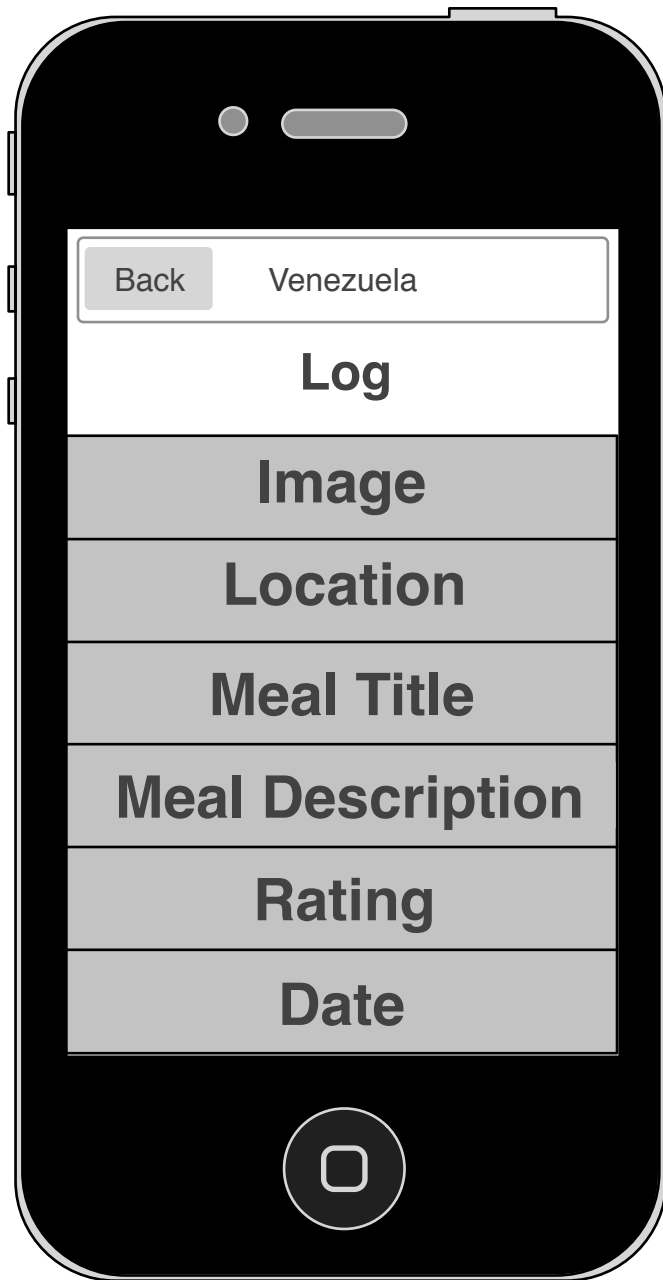 Back Venezuela
Log
Image
Location
Meal Title
Meal Description
Rating
Date